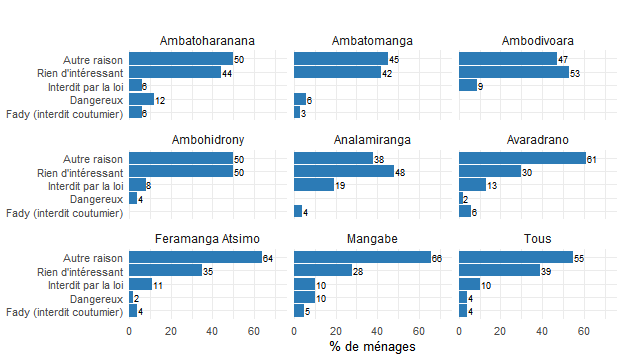 Ambatoharanana Ambatomanga Ambodivoara
Autre raison 50 45 47
Rien d'intéressant 44 42 53
Interdit par la loi 6 9
Dangereux 12 6
Fady (interdit coutumier) 6 3
Ambohidrony Analamiranga Avaradrano
Autre raison 50 38 61
Rien d'intéressant 50 48 30
Interdit par la loi 8 19 13
Dangereux 4 2
Fady (interdit coutumier) 4 6
Feramanga Atsimo Mangabe Tous
Autre raison 64 66 55
Rien d'intéressant 35 28 39
Interdit par la loi 11 10 10
Dangereux 2 10 4
Fady (interdit coutumier) 4 5 4
0 20 40 60 0 20 40 60 0 20 40 60
% de ménages